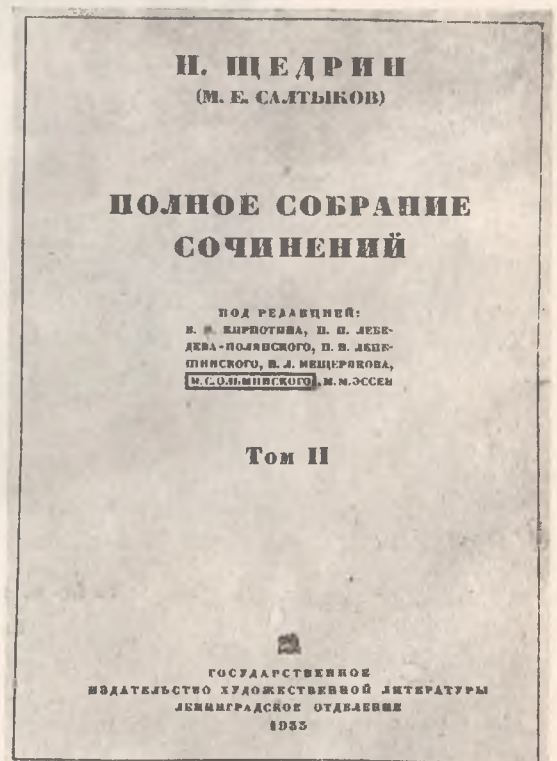 Н. ЩЕДРИН
(М. Е. САЛТЫКОВ)
ПОЛНОЕ СОБРАНИЕ
СОЧИНЕНИЙ
ПОД РЕДАКЦИЕЙ:
В. КИРПОТИНА, П. И. ЛЕБЕ-
ДЕВА-ПОЛЯНСКОГО, П. Н. ЛЕПЕ-
ШИНСКОГО, Н. Л. МЕЩЕРЯКОВА,
М. С. ОЛЬМИНСКОГО, М. М. ЭССЕН
Том II
ГОСУДАРСТВЕННОЕ
ИЗДАТЕЛЬСТВО ХУДОЖЕСТВЕННОЙ ЛИТЕРАТУРЫ
ЛЕНИНГРАДСКОЕ ОТДЕЛЕНИЕ
1933